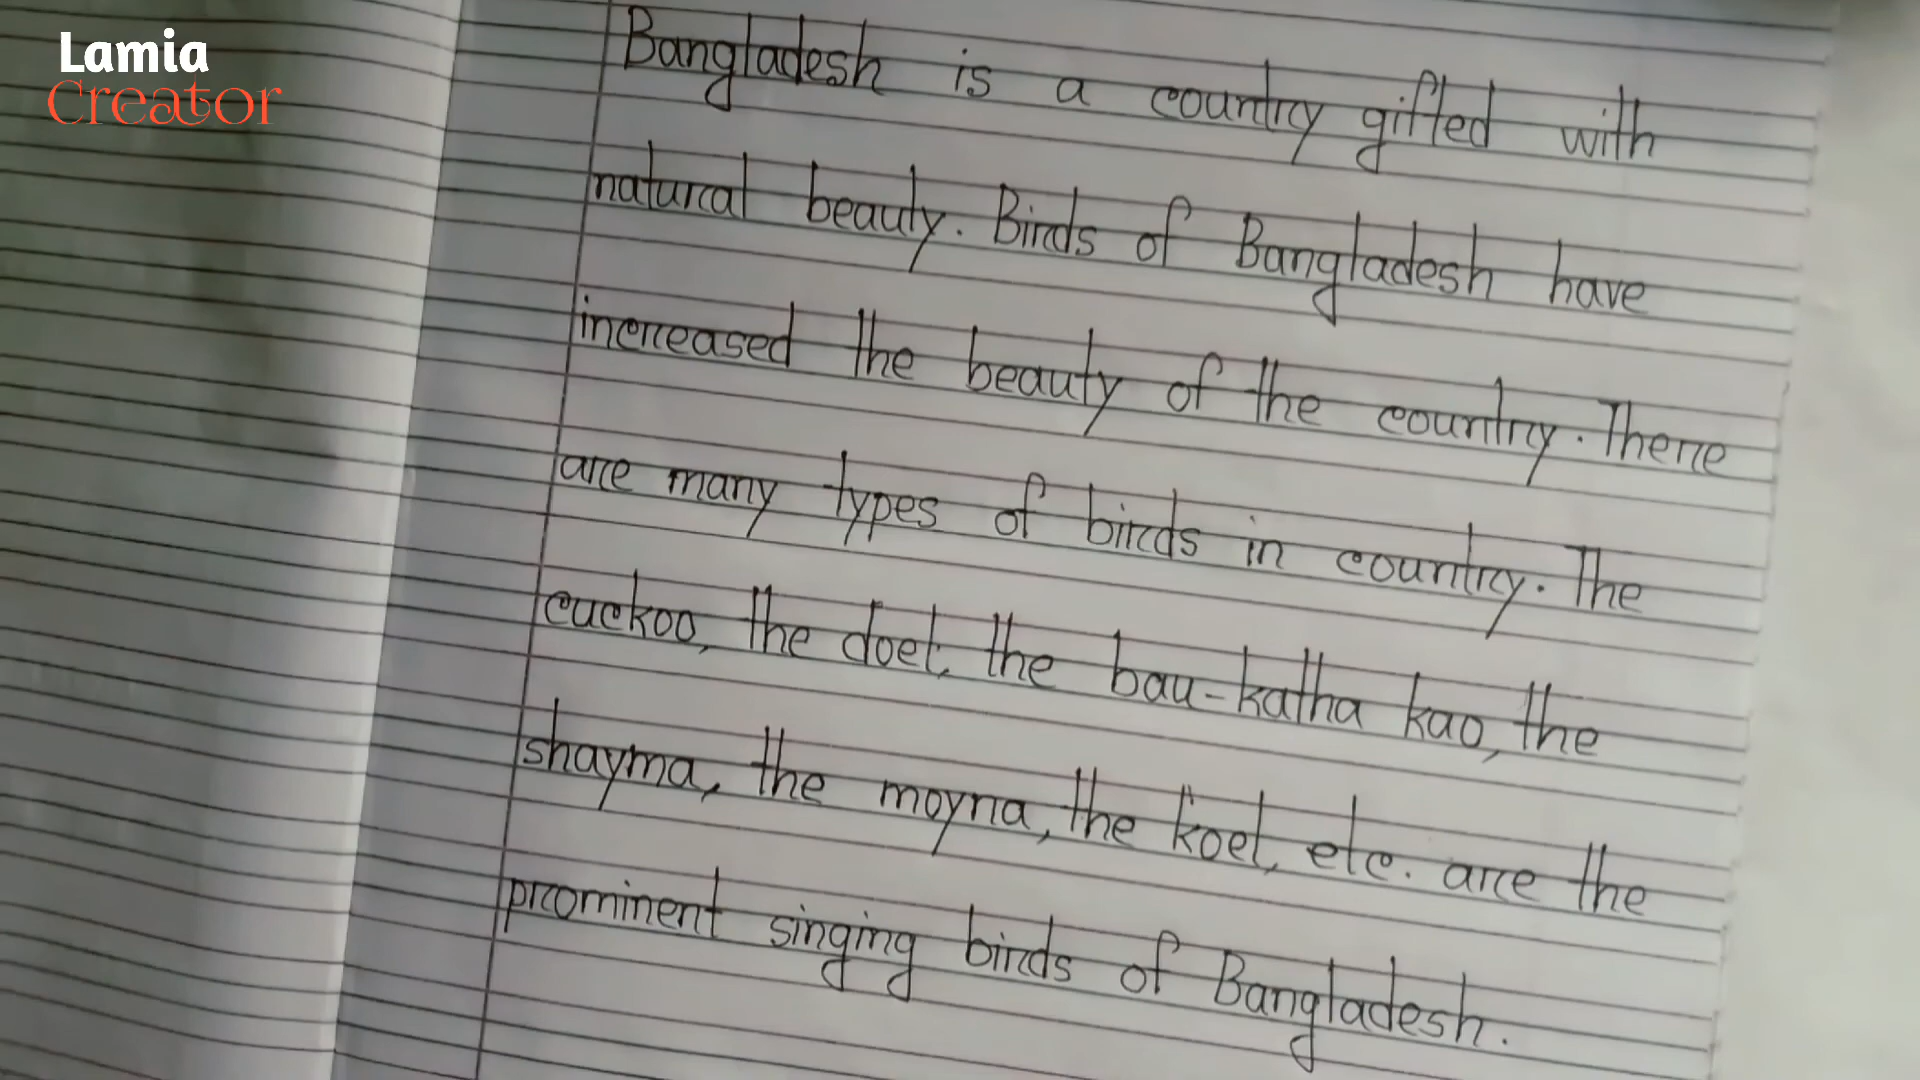 Lamia
Creator
Bangladesh is a country gifted with
natural beauty. Birds of Bangladesh have
increased the beauty of the country. There
are many types of birds in country. The
cuckoo, the doel, the bau-katha kao, the
shayma, the moyna, the koel, etc. are the
prominent singing birds of Bangladesh.